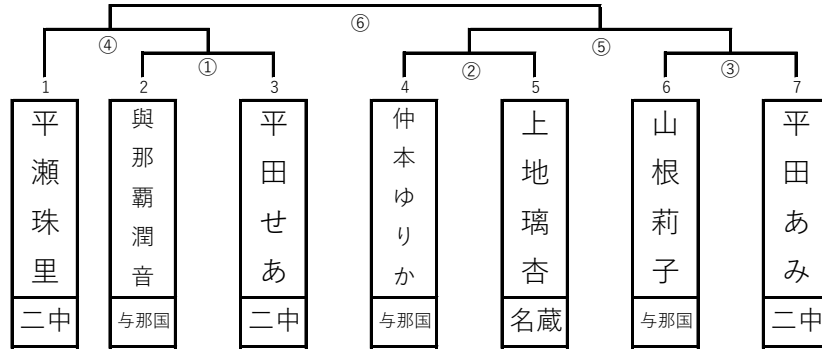 ⑥
④
⑤
①
②
③
1
2
3
4
5
6
7
平瀬珠里
與那覇潤音
平田せあ
仲本ゆりか
上地璃杏
山根莉子
平田あみ
二中
与那国
二中
与那国
名蔵
与那国
二中